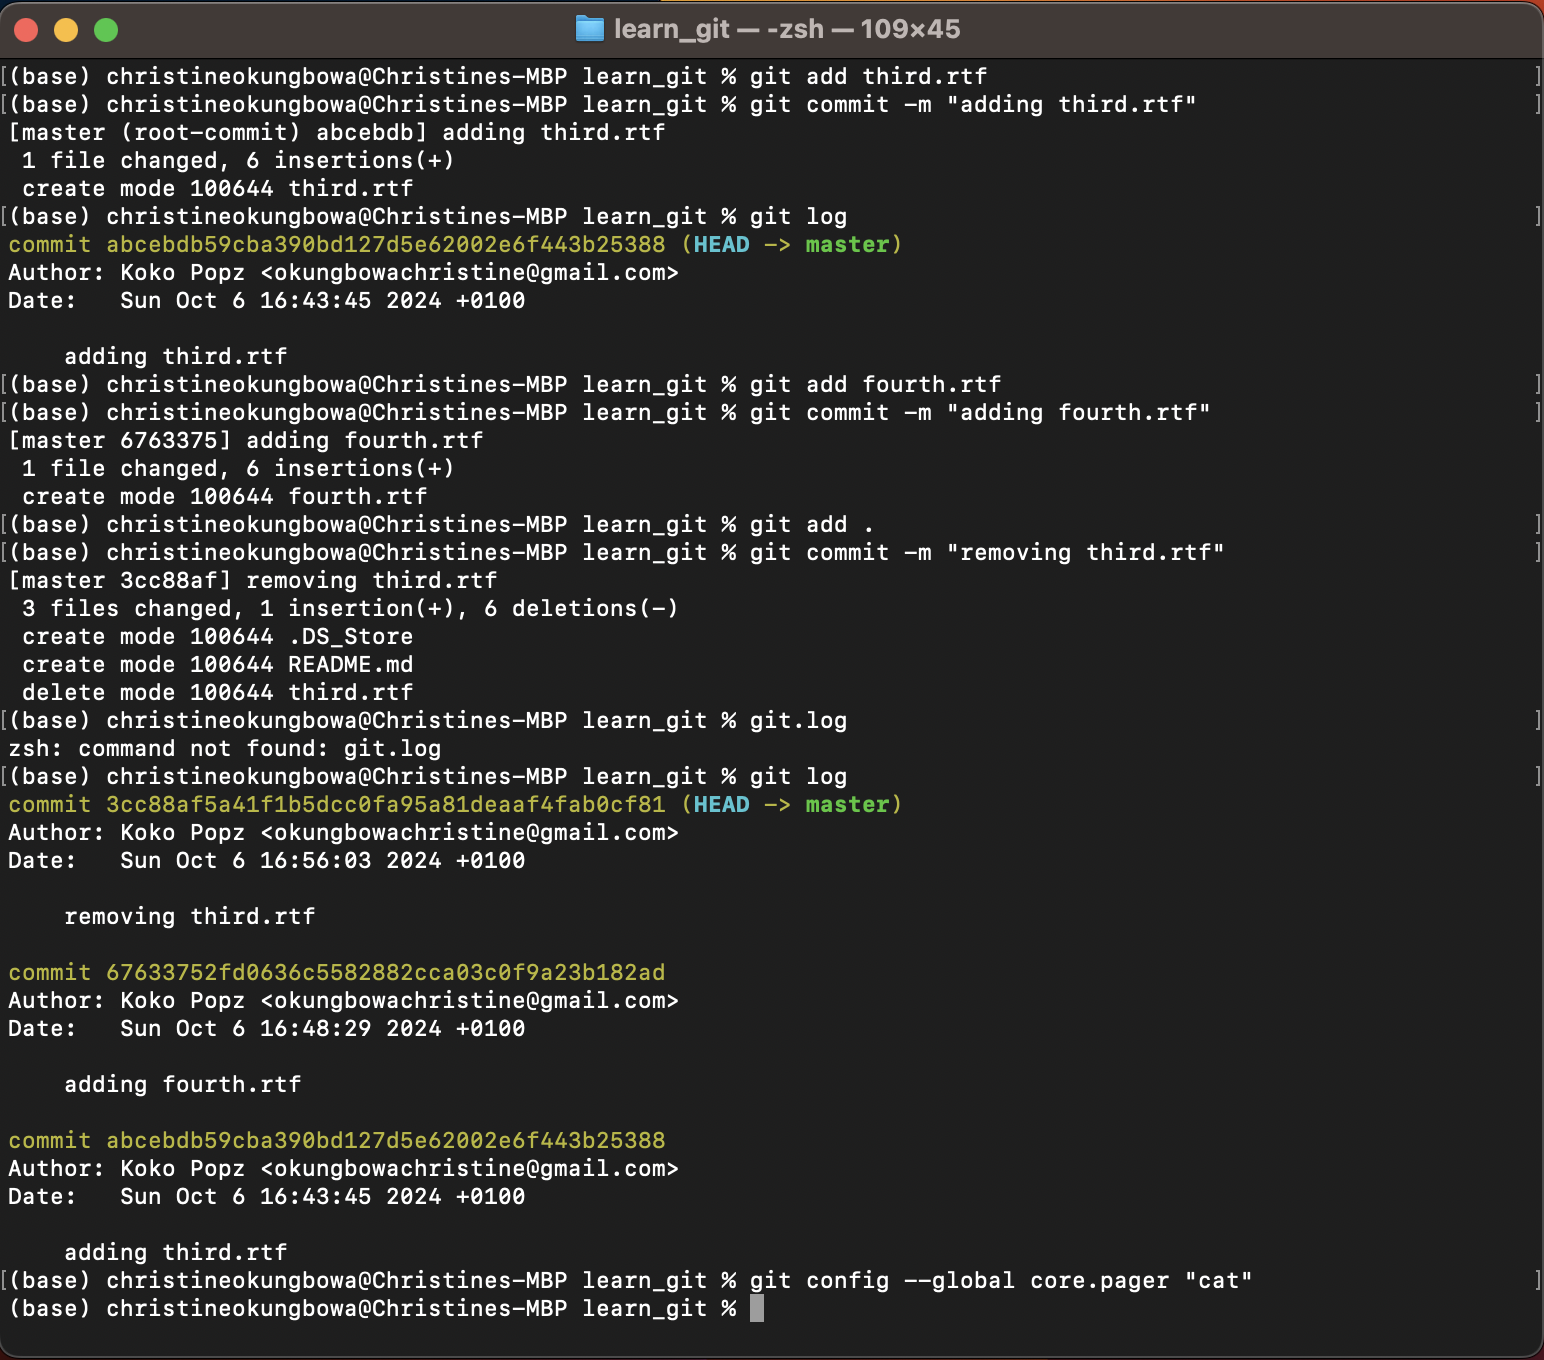 learn_git — -zsh — 109×45
[(base) christineokungbowa@Christines-MBP learn_git % git add third.rtf ]
[(base) christineokungbowa@Christines-MBP learn_git % git commit -m "adding third.rtf" ]
[master (root-commit) abcebdb] adding third.rtf
 1 file changed, 6 insertions(+)
 create mode 100644 third.rtf
[(base) christineokungbowa@Christines-MBP learn_git % git log ]
commit abcebdb59cba390bd127d5e62002e6f443b25388 (HEAD -> master)
Author: Koko Popz <okungbowachristine@gmail.com>
Date:   Sun Oct 6 16:43:45 2024 +0100

    adding third.rtf
[(base) christineokungbowa@Christines-MBP learn_git % git add fourth.rtf ]
[(base) christineokungbowa@Christines-MBP learn_git % git commit -m "adding fourth.rtf" ]
[master 6763375] adding fourth.rtf
 1 file changed, 6 insertions(+)
 create mode 100644 fourth.rtf
[(base) christineokungbowa@Christines-MBP learn_git % git add . ]
[(base) christineokungbowa@Christines-MBP learn_git % git commit -m "removing third.rtf" ]
[master 3cc88af] removing third.rtf
 3 files changed, 1 insertion(+), 6 deletions(-)
 create mode 100644 .DS_Store
 create mode 100644 README.md
 delete mode 100644 third.rtf
[(base) christineokungbowa@Christines-MBP learn_git % git.log ]
zsh: command not found: git.log
[(base) christineokungbowa@Christines-MBP learn_git % git log ]
commit 3cc88af5a41f1b5dcc0fa95a81deaaf4fab0cf81 (HEAD -> master)
Author: Koko Popz <okungbowachristine@gmail.com>
Date:   Sun Oct 6 16:56:03 2024 +0100

    removing third.rtf

commit 67633752fd0636c5582882cca03c0f9a23b182ad
Author: Koko Popz <okungbowachristine@gmail.com>
Date:   Sun Oct 6 16:48:29 2024 +0100

    adding fourth.rtf

commit abcebdb59cba390bd127d5e62002e6f443b25388
Author: Koko Popz <okungbowachristine@gmail.com>
Date:   Sun Oct 6 16:43:45 2024 +0100

    adding third.rtf
[(base) christineokungbowa@Christines-MBP learn_git % git config --global core.pager "cat" ]
(base) christineokungbowa@Christines-MBP learn_git %